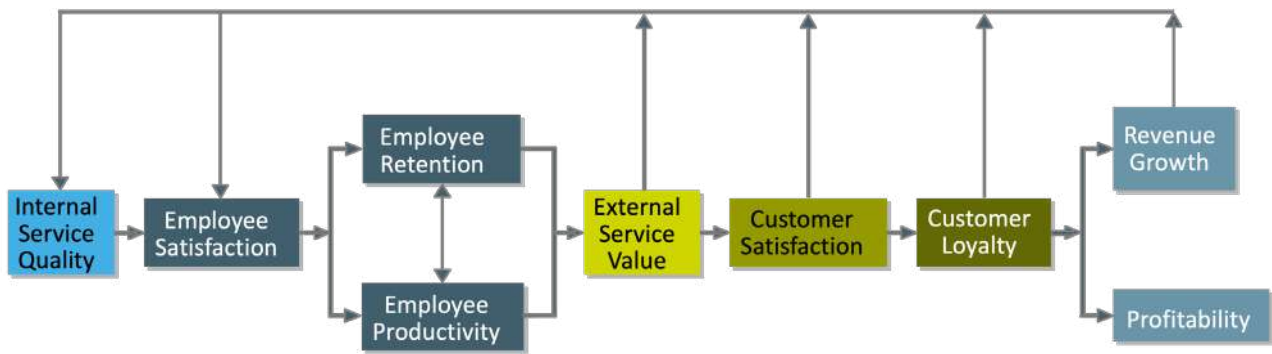 Internal
Service
Quality
Employee
Satisfaction
Employee
Retention
Employee
Productivity
External
Service
Value
Customer
Satisfaction
Customer
Loyalty
Revenue
Growth
Profitability